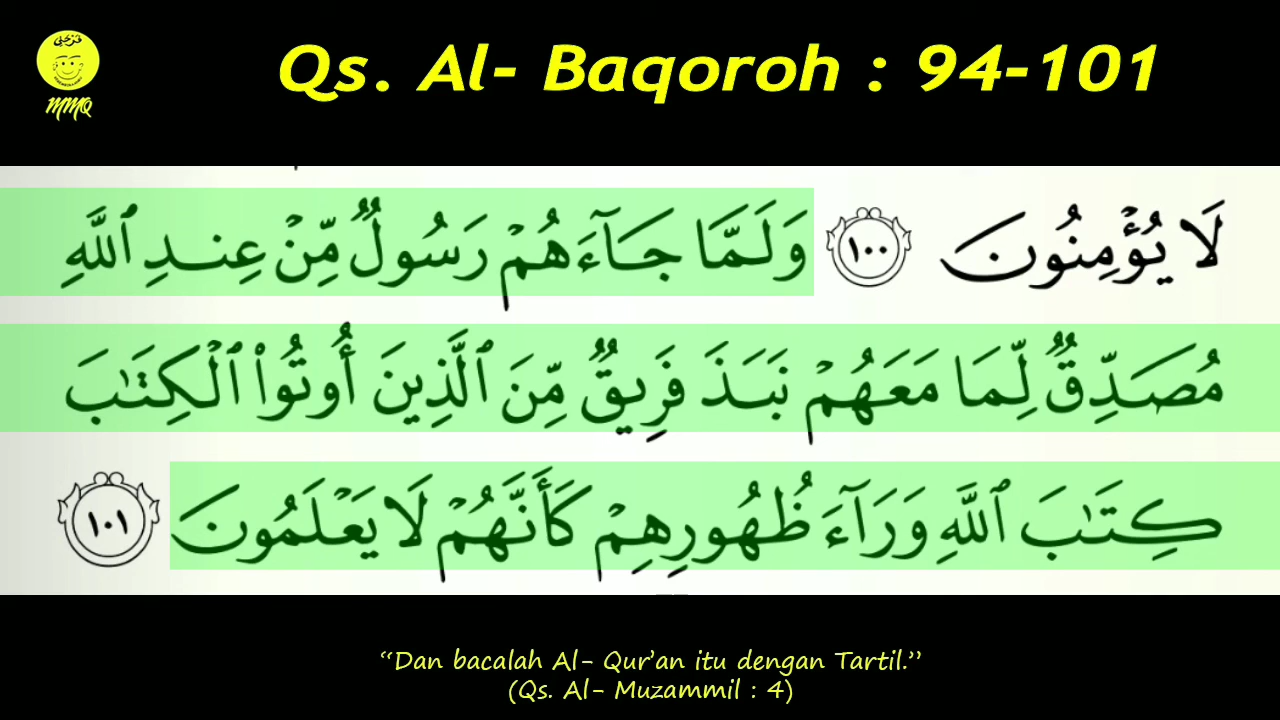 MMQ
Qs. Al- Baqoroh : 94-101
لَا يُؤْمِنُونَ ١٠٠ وَلَمَّا جَآءَهُمْ رَسُولٌ مِّنْ عِندِ ٱللَّهِ
مُصَدِّقٌ لِّمَا مَعَهُمْ نَبَذَ فَرِيقٌ مِّنَ ٱلَّذِينَ أُوتُوا۟ ٱلْكِتَٰبَ
كِتَٰبَ ٱللَّهِ وَرَآءَ ظُهُورِهِمْ كَأَنَّهُمْ لَا يَعْلَمُونَ ١٠١
“Dan bacalah Al- Qur’an itu dengan Tartil.”
(Qs. Al- Muzammil : 4)